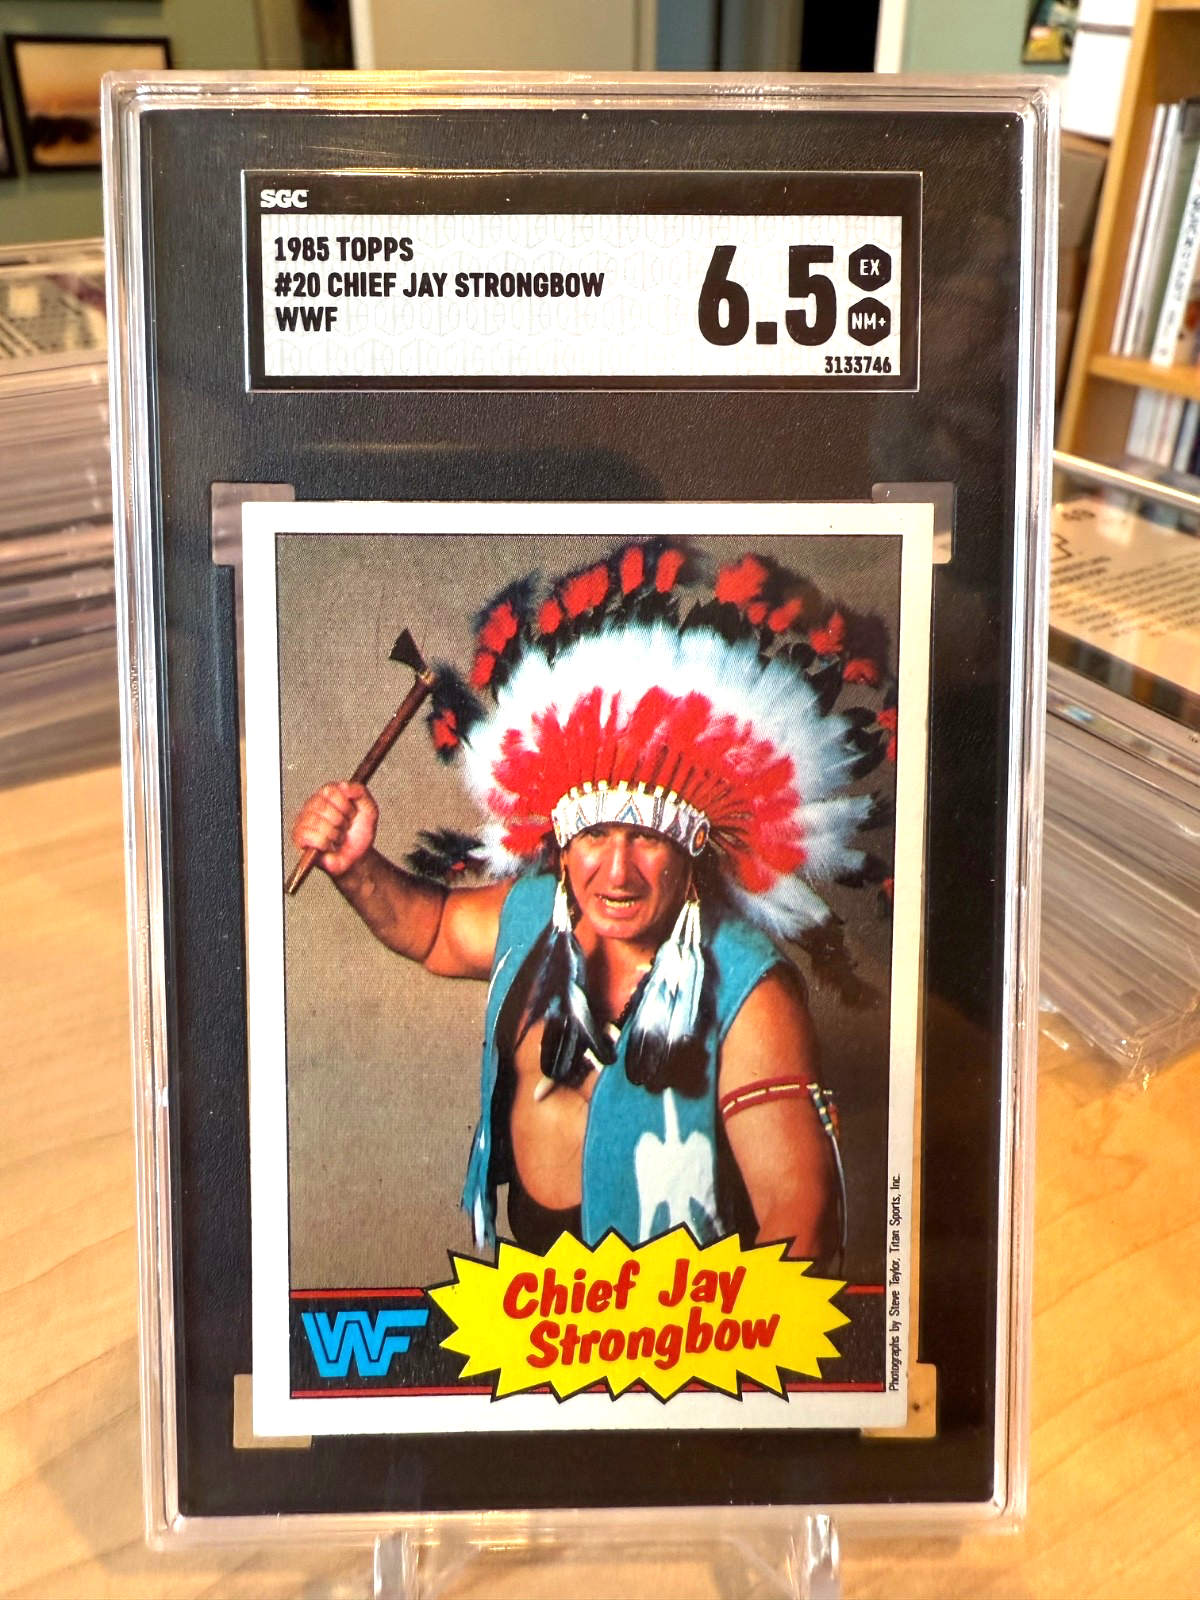 SGC
1985 TOPPS
#20 CHIEF JAY STRONGBOW
WWF
6.5
EX
NM+
3133746
Photographs by Steve Taylor, Titan Sports, Inc.
WF
Chief Jay
Strongbow